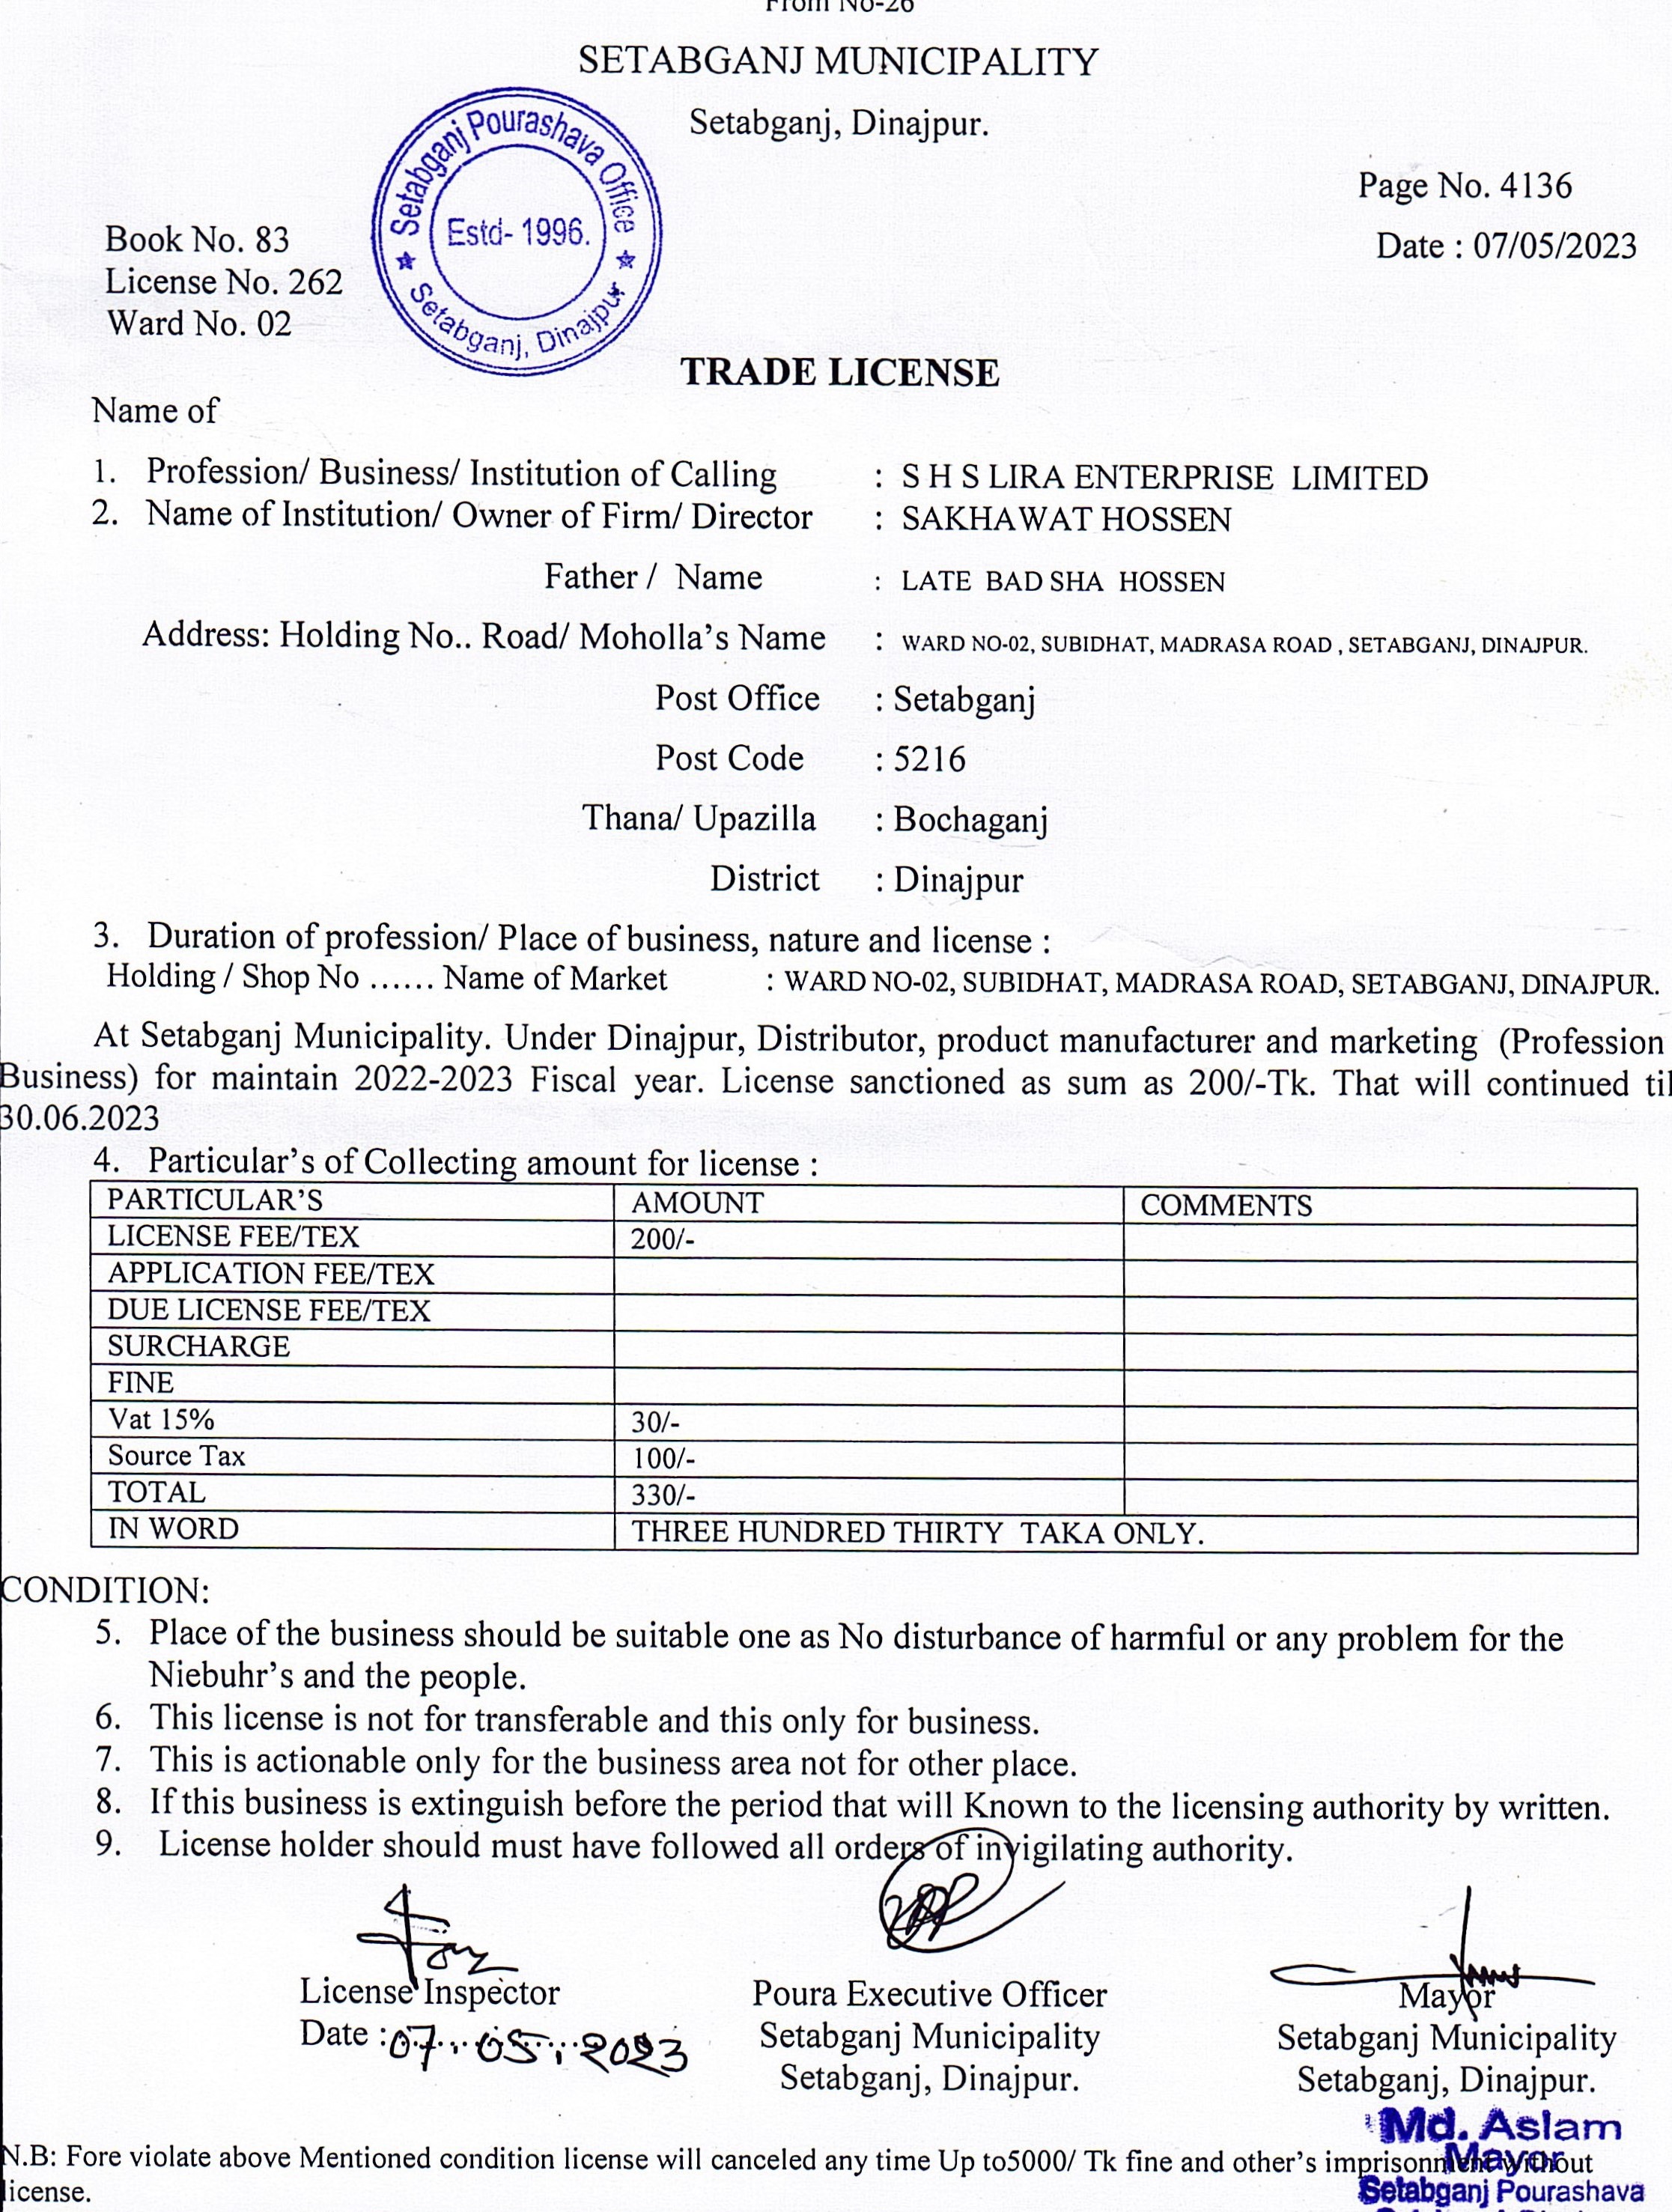 From No-26
SETABGANJ MUNICIPALITY
Setabganj, Dinajpur.
Setabganj Pourashava Office
Estd- 1996.
Setabganj, Dinajpur
Page No. 4136
Date : 07/05/2023
Book No. 83
License No. 262
Ward No. 02
TRADE LICENSE
Name of
1. Profession/ Business/ Institution of Calling : S H S LIRA ENTERPRISE LIMITED
2. Name of Institution/ Owner of Firm/ Director : SAKHAWAT HOSSEN
Father / Name : LATE BAD SHA HOSSEN
Address: Holding No.. Road/ Moholla’s Name : WARD NO-02, SUBIDHAT, MADRASA ROAD , SETABGANJ, DINAJPUR.
Post Office : Setabganj
Post Code : 5216
Thana/ Upazilla : Bochaganj
District : Dinajpur
3. Duration of profession/ Place of business, nature and license :
Holding / Shop No …… Name of Market : WARD NO-02, SUBIDHAT, MADRASA ROAD, SETABGANJ, DINAJPUR.
At Setabganj Municipality. Under Dinajpur, Distributor, product manufacturer and marketing (Profession
Business) for maintain 2022-2023 Fiscal year. License sanctioned as sum as 200/-Tk. That will continued til
30.06.2023
4. Particular’s of Collecting amount for license :
PARTICULAR’S AMOUNT COMMENTS
LICENSE FEE/TEX 200/-
APPLICATION FEE/TEX
DUE LICENSE FEE/TEX
SURCHARGE
FINE
Vat 15% 30/-
Source Tax 100/-
TOTAL 330/-
IN WORD THREE HUNDRED THIRTY TAKA ONLY.
CONDITION:
5. Place of the business should be suitable one as No disturbance of harmful or any problem for the
Niebuhr’s and the people.
6. This license is not for transferable and this only for business.
7. This is actionable only for the business area not for other place.
8. If this business is extinguish before the period that will Known to the licensing authority by written.
9. License holder should must have followed all orders of invigilating authority.
License Inspector
Date : 07.05.2023
Poura Executive Officer
Setabganj Municipality
Setabganj, Dinajpur.
Mayor
Setabganj Municipality
Setabganj, Dinajpur.
Md. Aslam
Mayor
Setabganj Pourashava
N.B: Fore violate above Mentioned condition license will canceled any time Up to5000/ Tk fine and other’s imprisonment without
license.